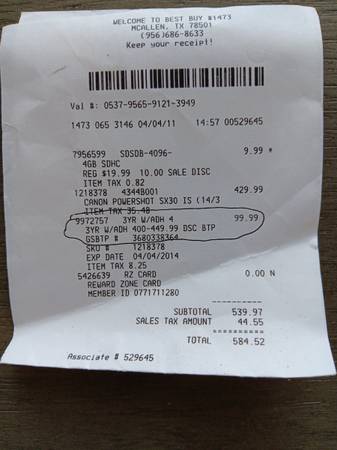 WELCOME TO BEST BUY #1473
MCALLEN, TX 78501
(956)686-8633
Keep your receipt!
Val #: 0537-9565-9121-3949
1473 065 3146 04/04/11 14:57 00529645
7956599 SDSDB-4096- 9.99 *
4GB SDHC
REG $19.99 10.00 SALE DISC
ITEM TAX 0.82
1218378 4344B001 429.99
CANON POWERSHOT SX30 IS (14/3
ITEM TAX 35.48
9972757 3YR W/ADH 4 99.99
3YR W/ADH 400-449.99 DSC BTP
GSBTP # 3680338364
SKU # 1218378
EXP DATE 04/04/2014
ITEM TAX 8.25
5426639 RZ CARD 0.00 N
REWARD ZONE CARD
MEMBER ID 0771711280
SUBTOTAL 539.97
SALES TAX AMOUNT 44.55
TOTAL 584.52
Associate # 529645